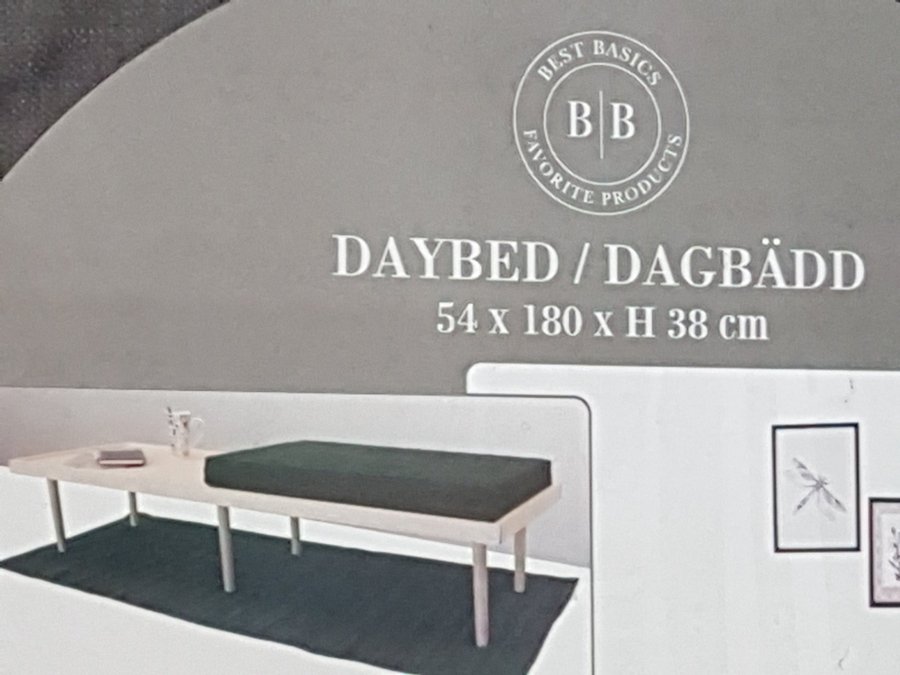 BEST BASICS
B|B
FAVORITE PRODUCTS
DAYBED / DAGBÄDD
54 x 180 x H 38 cm